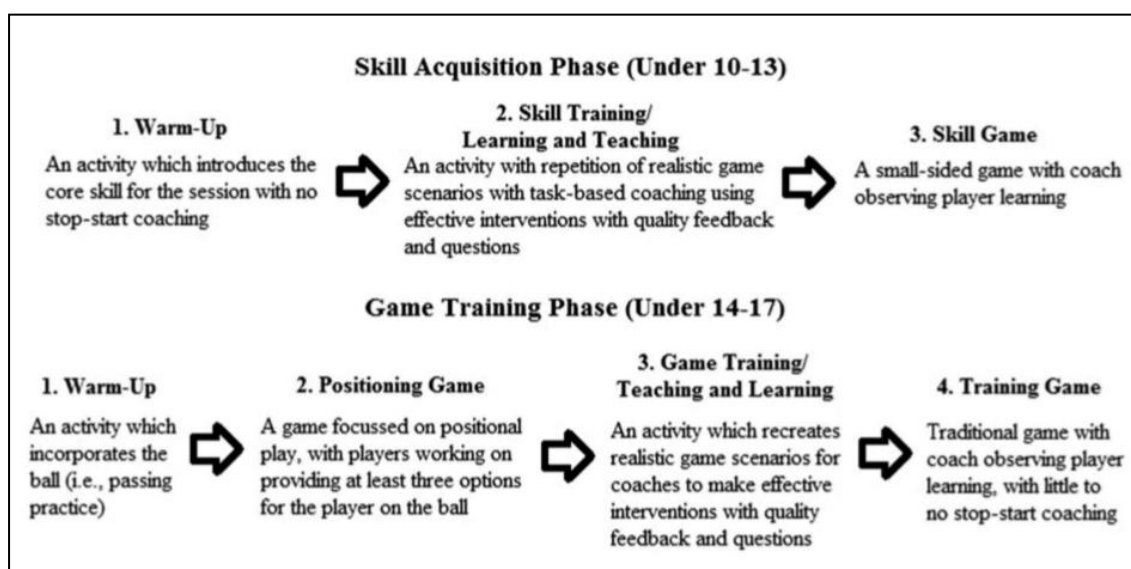 Skill Acquisition Phase (Under 10-13)
1. Warm-Up
An activity which introduces the
core skill for the session with no
stop-start coaching
2. Skill Training/
Learning and Teaching
An activity with repetition of realistic game
scenarios with task-based coaching using
effective interventions with quality feedback
and questions
3. Skill Game
A small-sided game with coach
observing player learning
Game Training Phase (Under 14-17)
1. Warm-Up
An activity which
incorporates the
ball (i.e., passing
practice)
2. Positioning Game
A game focussed on positional
play, with players working on
providing at least three options
for the player on the ball
3. Game Training/
Teaching and Learning
An activity which recreates
realistic game scenarios for
coaches to make effective
interventions with quality
feedback and questions
4. Training Game
Traditional game with
coach observing player
learning, with little to
no stop-start coaching